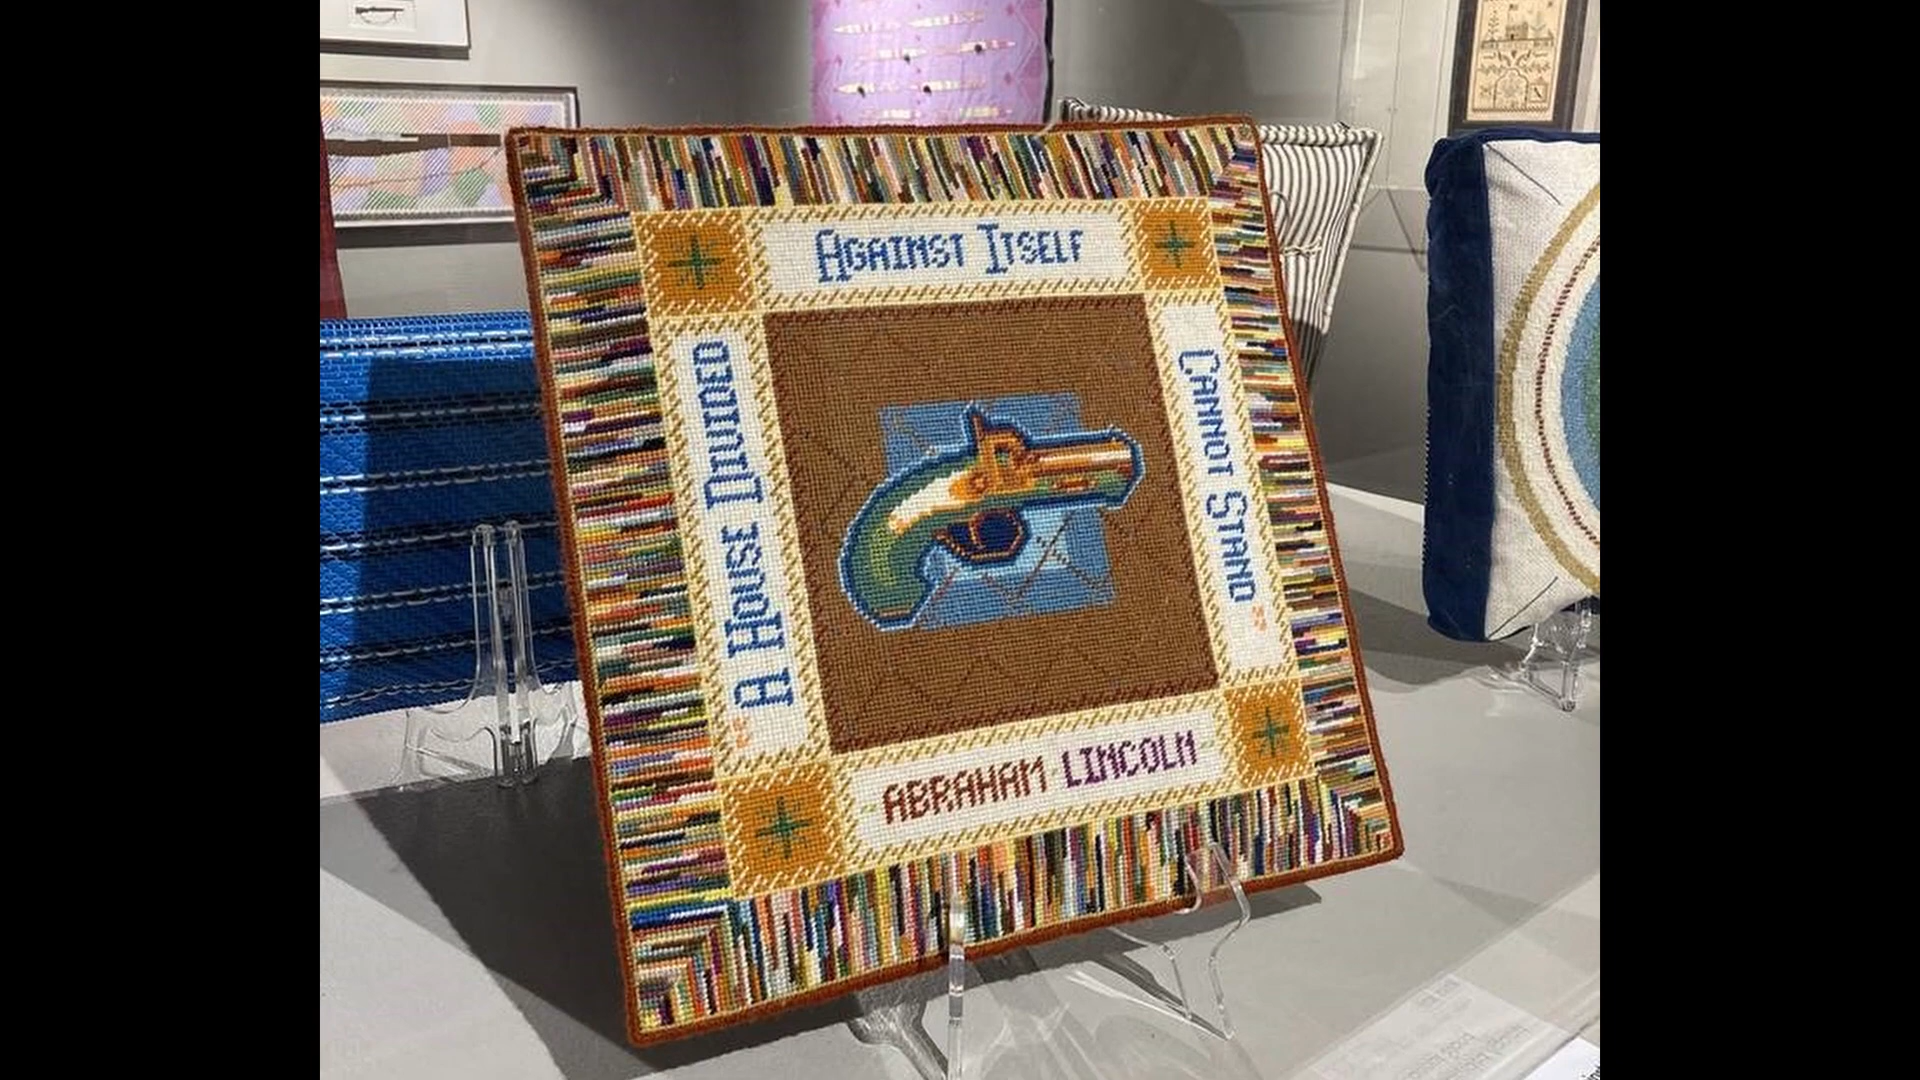 A House Divided
Against Itself
Cannot Stand
ABRAHAM LINCOLN